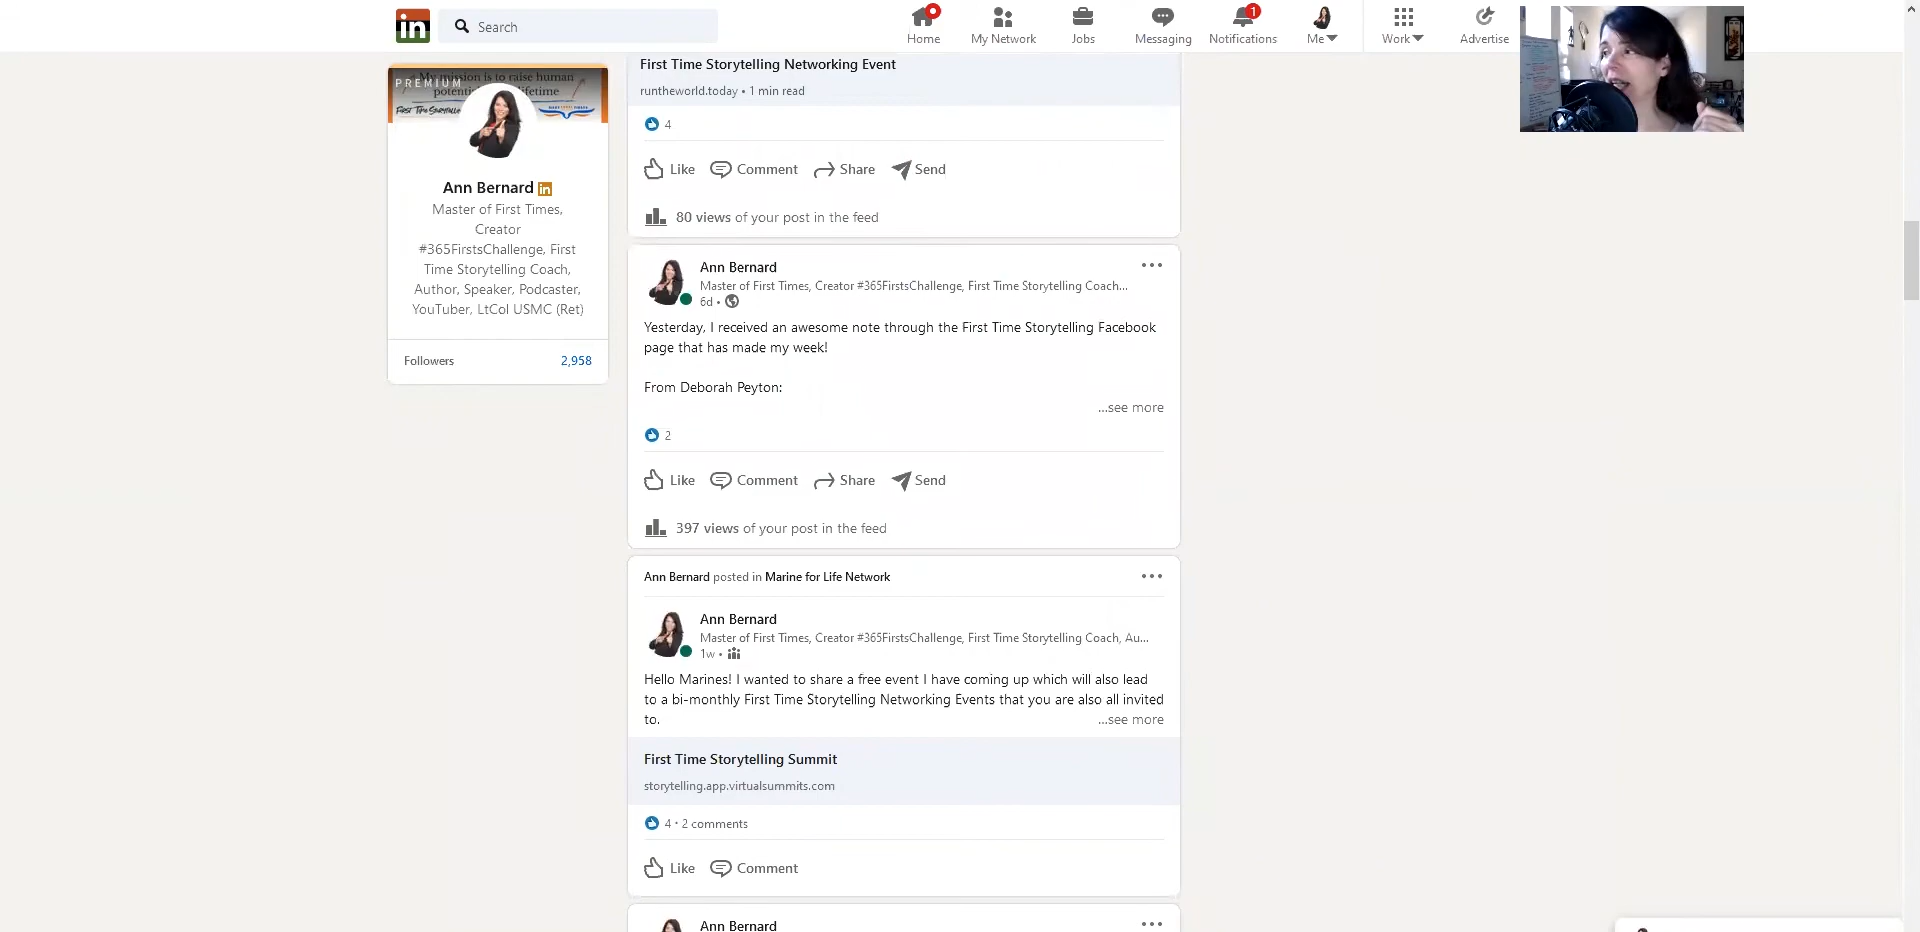 in
Search
Home
My Network
Jobs
Messaging
1
Notifications
Me
Work
Advertise
PREMIUM
My mission is to raise human
Ann Bernard in
Master of First Times,
Creator
#365FirstsChallenge, First
Time Storytelling Coach,
Author, Speaker, Podcaster,
YouTuber, LtCol USMC (Ret)
Followers 2,958
First Time Storytelling Networking Event
runtheworld.today • 1 min read
4
Like Comment Share Send
80 views of your post in the feed
Ann Bernard
Master of First Times, Creator #365FirstsChallenge, First Time Storytelling Coach...
6d •
Yesterday, I received an awesome note through the First Time Storytelling Facebook
page that has made my week!
From Deborah Peyton:
...see more
2
Like Comment Share Send
397 views of your post in the feed
Ann Bernard posted in Marine for Life Network
Ann Bernard
Master of First Times, Creator #365FirstsChallenge, First Time Storytelling Coach, Au...
1w •
Hello Marines! I wanted to share a free event I have coming up which will also lead
to a bi-monthly First Time Storytelling Networking Events that you are also all invited
to. ...see more
First Time Storytelling Summit
storytelling.app.virtualsummits.com
4 • 2 comments
Like Comment
Ann Bernard